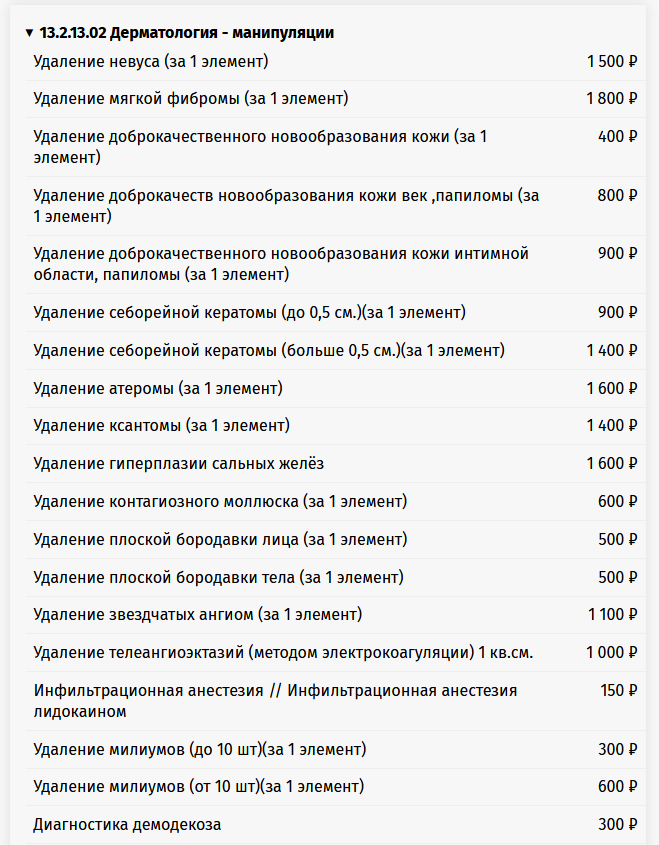 ▼ 13.2.13.02 Дерматология - манипуляции
Удаление невуса (за 1 элемент) 1 500 ₽
Удаление мягкой фибромы (за 1 элемент) 1 800 ₽
Удаление доброкачественного новообразования кожи (за 1 400 ₽
элемент)
Удаление доброкачеств новообразования кожи век ,папиломы (за 800 ₽
1 элемент)
Удаление доброкачественного новообразования кожи интимной 900 ₽
области, папиломы (за 1 элемент)
Удаление себорейной кератомы (до 0,5 см.)(за 1 элемент) 900 ₽
Удаление себорейной кератомы (больше 0,5 см.)(за 1 элемент) 1 400 ₽
Удаление атеромы (за 1 элемент) 1 600 ₽
Удаление ксантомы (за 1 элемент) 1 400 ₽
Удаление гиперплазии сальных желёз 1 600 ₽
Удаление контагиозного моллюска (за 1 элемент) 600 ₽
Удаление плоской бородавки лица (за 1 элемент) 500 ₽
Удаление плоской бородавки тела (за 1 элемент) 500 ₽
Удаление звездчатых ангиом (за 1 элемент) 1 100 ₽
Удаление телеангиоэктазий (методом электрокоагуляции) 1 кв.см. 1 000 ₽
Инфильтрационная анестезия // Инфильтрационная анестезия 150 ₽
лидокаином
Удаление милиумов (до 10 шт)(за 1 элемент) 300 ₽
Удаление милиумов (от 10 шт)(за 1 элемент) 600 ₽
Диагностика демодекоза 300 ₽